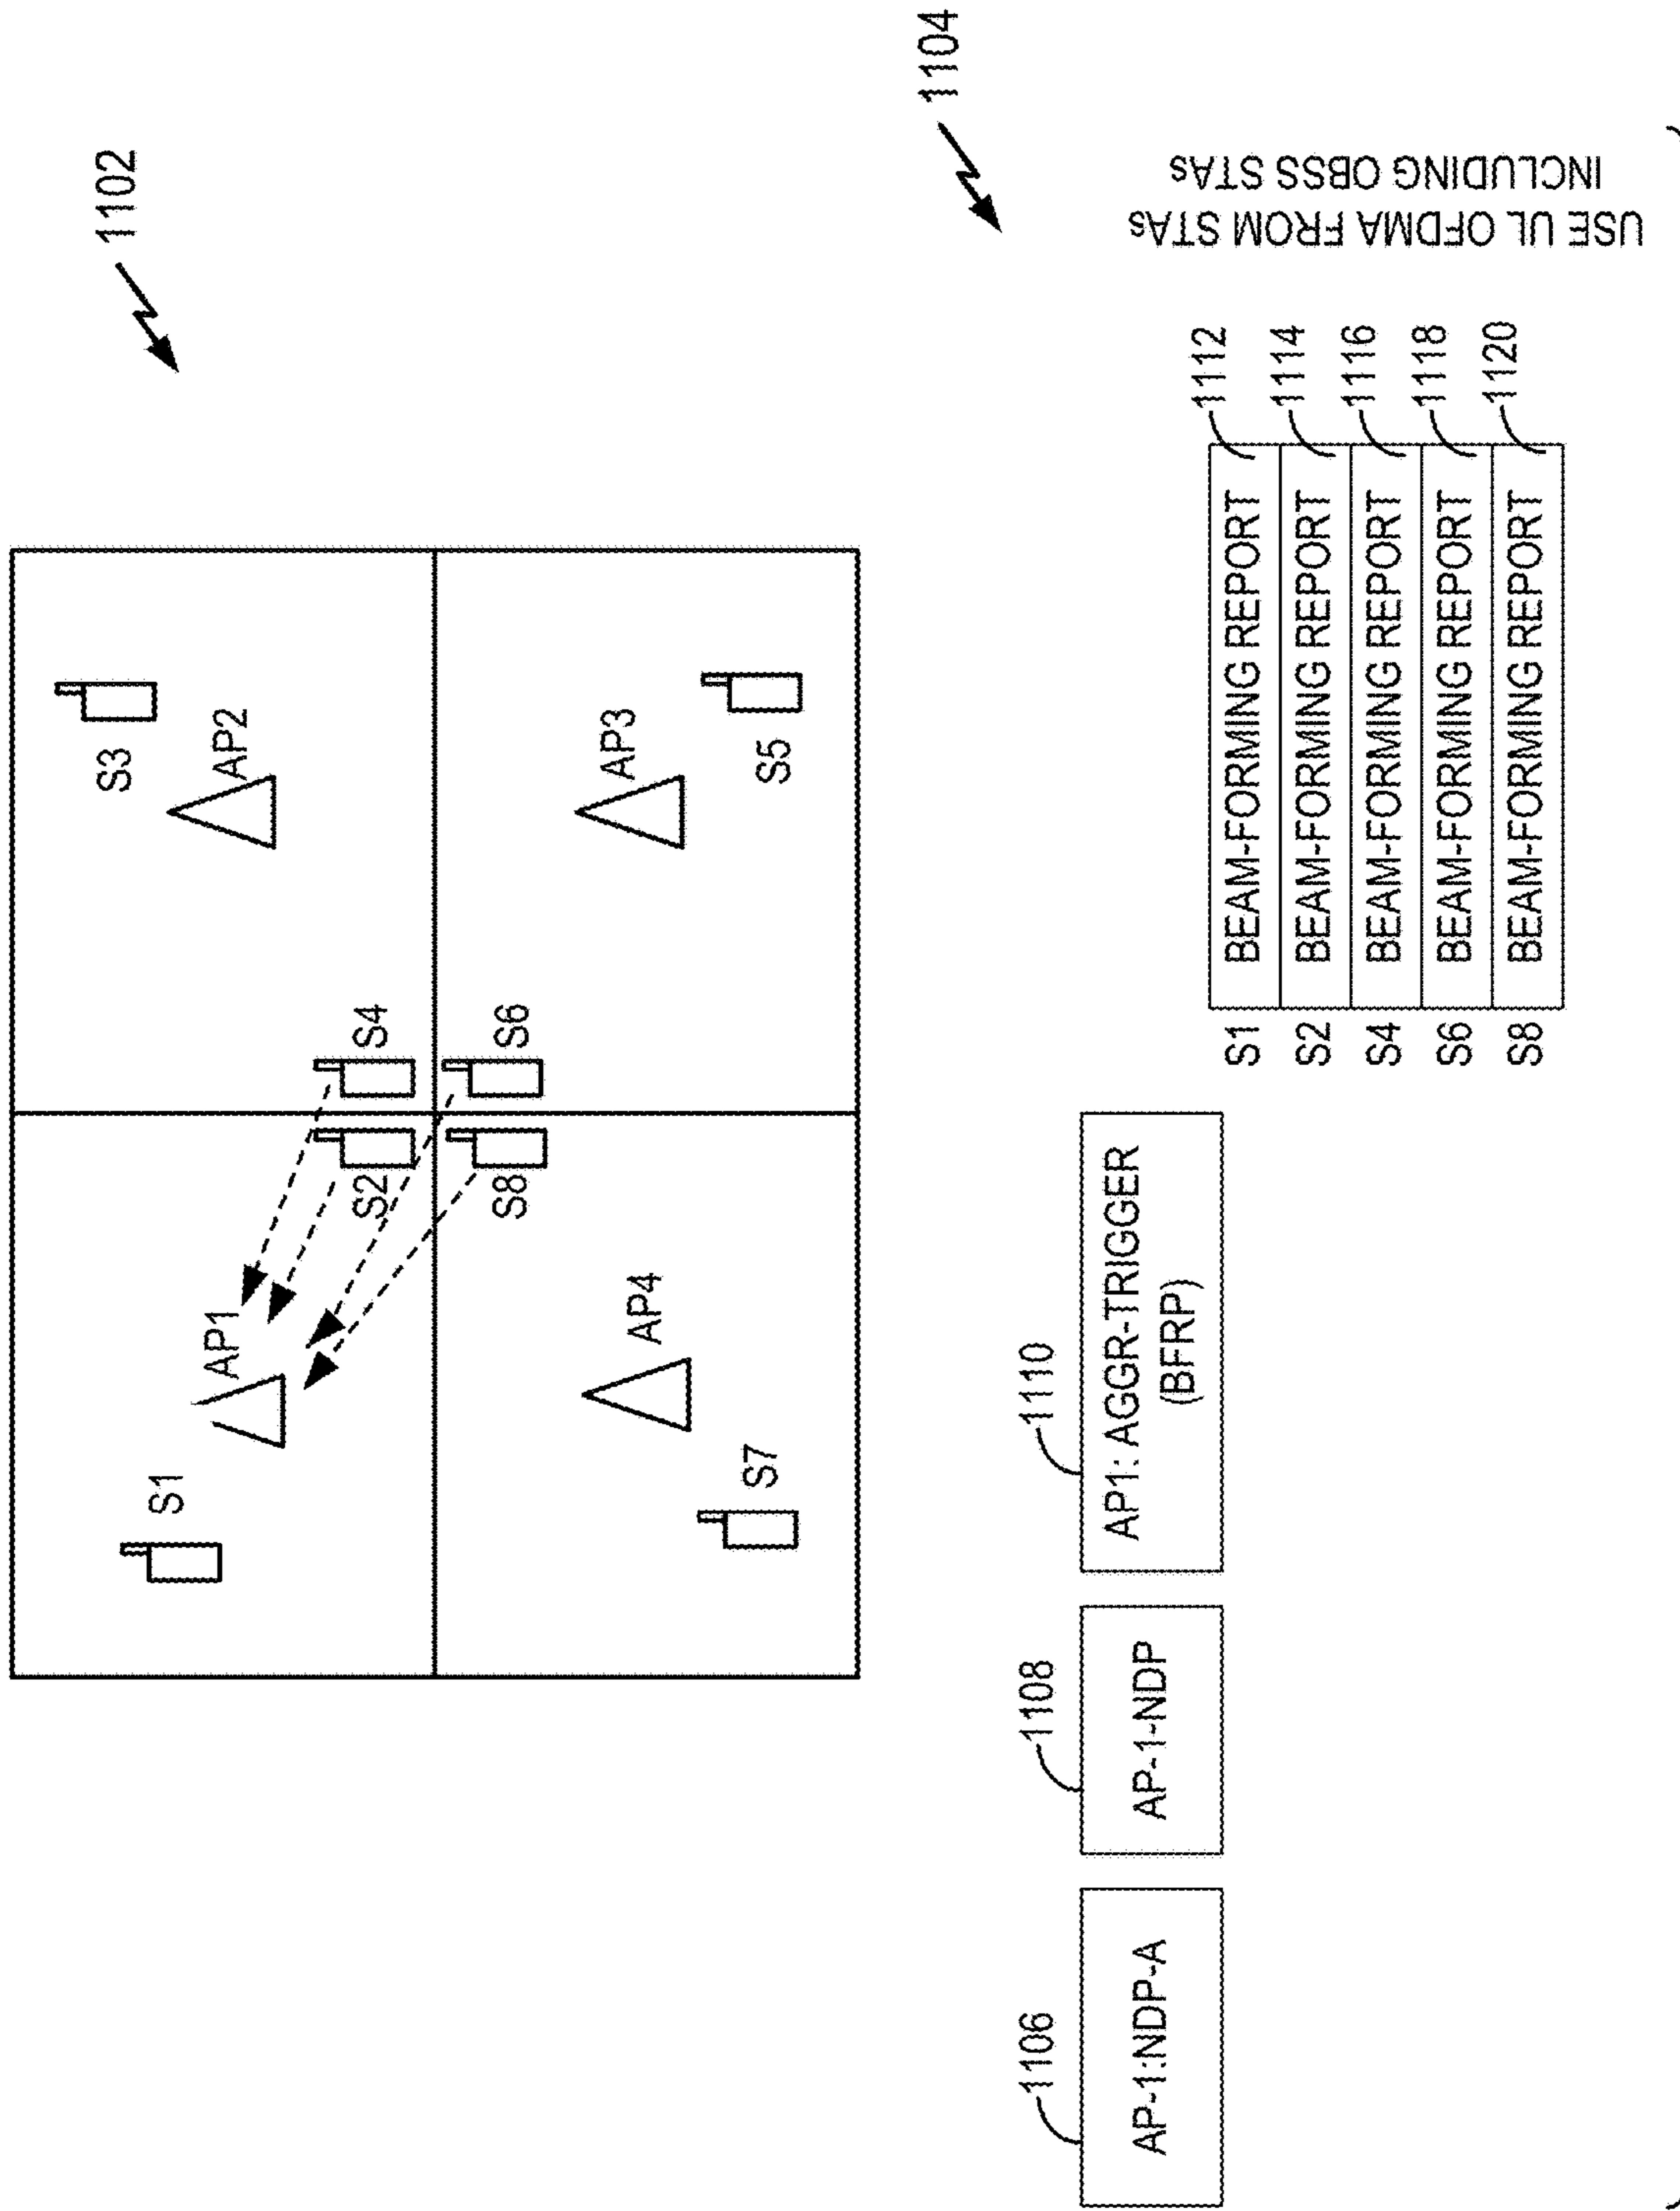 1102
S1
AP1
S2
S4
S3
AP2
S7
AP4
S8
S6
AP3
S5
1104
1106
AP-1:NDP-A
1108
AP-1-NDP
1110
AP1: AGGR-TRIGGER
(BFRP)
S1 BEAM-FORMING REPORT 1112
S2 BEAM-FORMING REPORT 1114
S4 BEAM-FORMING REPORT 1116
S6 BEAM-FORMING REPORT 1118
S8 BEAM-FORMING REPORT 1120
USE UL OFDMA FROM STAs
INCLUDING OBSS STAs